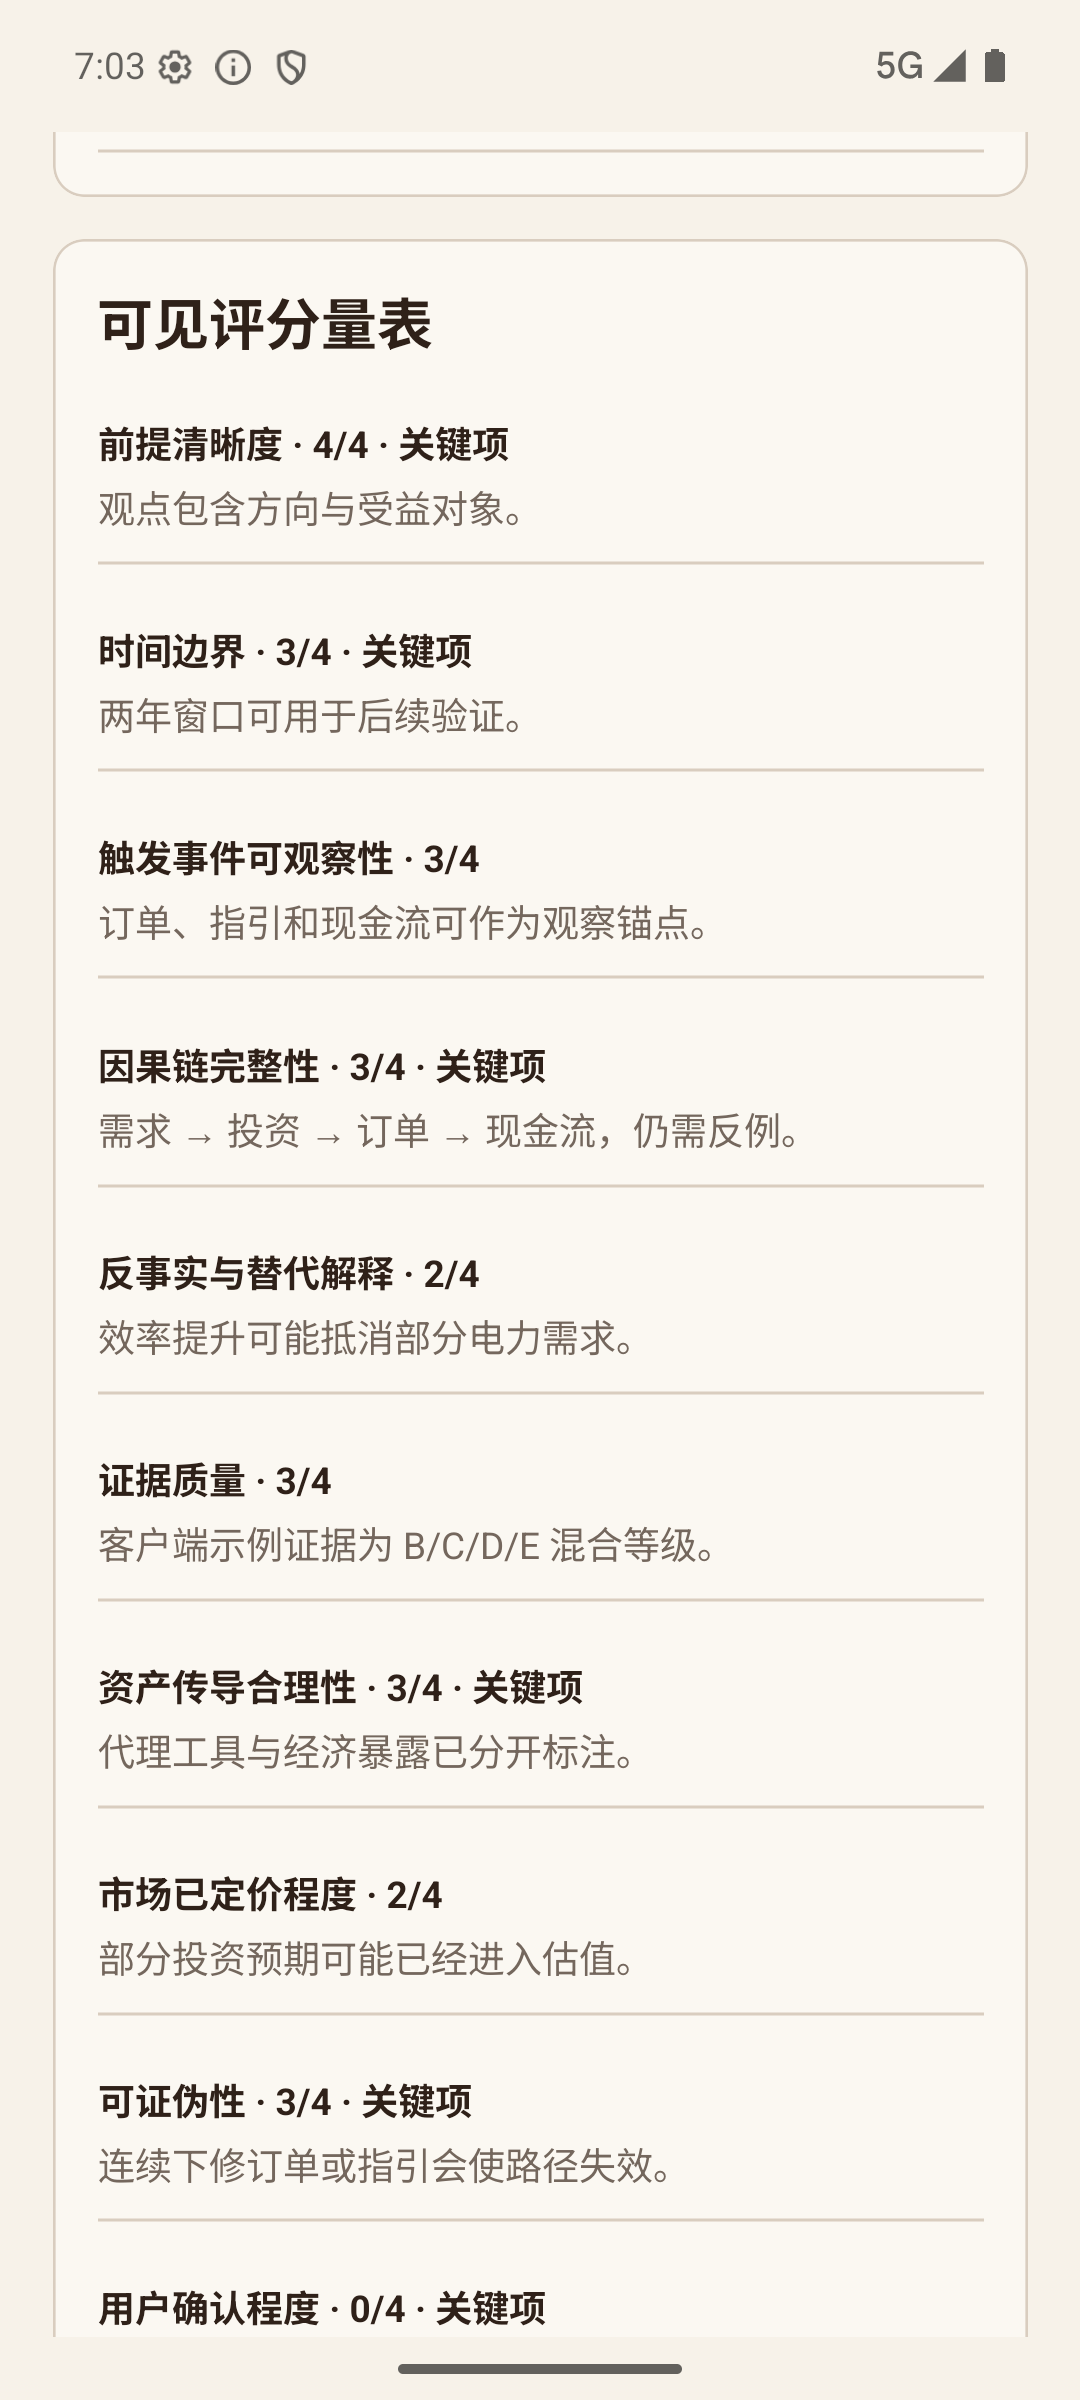 7:03
5G
可见评分量表
前提清晰度 · 4/4 · 关键项
观点包含方向与受益对象。
时间边界 · 3/4 · 关键项
两年窗口可用于后续验证。
触发事件可观察性 · 3/4
订单、指引和现金流可作为观察锚点。
因果链完整性 · 3/4 · 关键项
需求 → 投资 → 订单 → 现金流，仍需反例。
反事实与替代解释 · 2/4
效率提升可能抵消部分电力需求。
证据质量 · 3/4
客户端示例证据为 B/C/D/E 混合等级。
资产传导合理性 · 3/4 · 关键项
代理工具与经济暴露已分开标注。
市场已定价程度 · 2/4
部分投资预期可能已经进入估值。
可证伪性 · 3/4 · 关键项
连续下修订单或指引会使路径失效。
用户确认程度 · 0/4 · 关键项